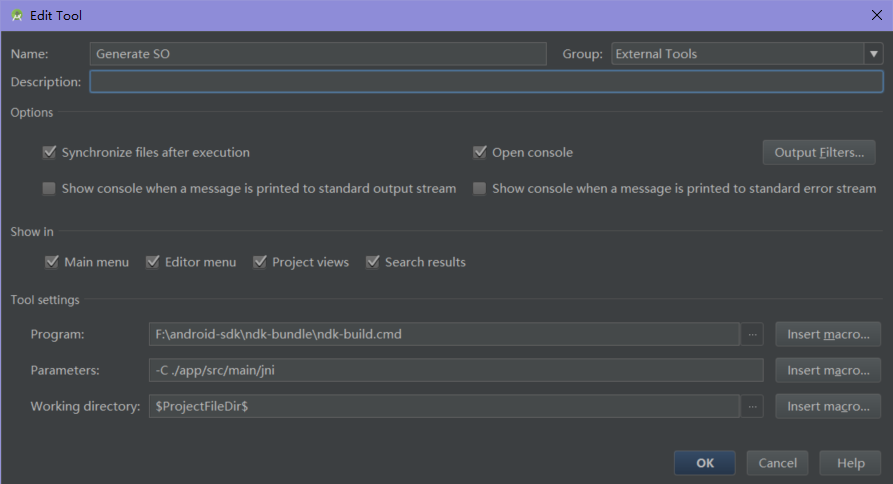 Edit Tool
Name: Generate SO Group: External Tools
Description:
Options
Synchronize files after execution Open console Output Filters...
Show console when a message is printed to standard output stream Show console when a message is printed to standard error stream
Show in
Main menu Editor menu Project views Search results
Tool settings
Program: F:\android-sdk\ndk-bundle\ndk-build.cmd ... Insert macro...
Parameters: -C ./app/src/main/jni Insert macro...
Working directory: $ProjectFileDir$ ... Insert macro...
OK Cancel Help